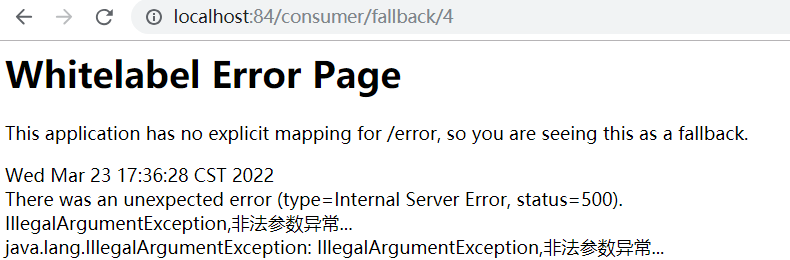 localhost:84/consumer/fallback/4
Whitelabel Error Page
This application has no explicit mapping for /error, so you are seeing this as a fallback.
Wed Mar 23 17:36:28 CST 2022
There was an unexpected error (type=Internal Server Error, status=500).
IllegalArgumentException,非法参数异常...
java.lang.IllegalArgumentException: IllegalArgumentException,非法参数异常...